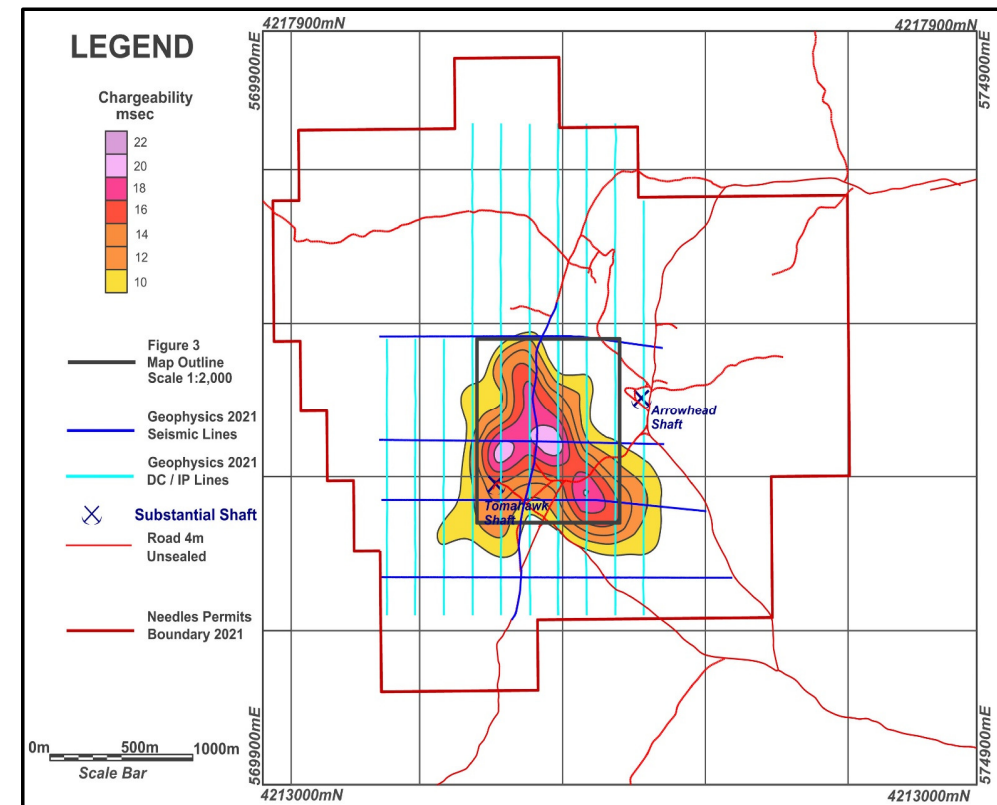 4217900mN
4217900mN
569900mE
574900mE
LEGEND
Chargeability
msec
22
20
18
16
14
12
10
Figure 3
Map Outline
Scale 1:2,000
Geophysics 2021
Seismic Lines
Geophysics 2021
DC / IP Lines
Substantial Shaft
Road 4m
Unsealed
Needles Permits
Boundary 2021
0m 500m 1000m
Scale Bar
Arrowhead
Shaft
Tomahawk
Shaft
569900mE
574900mE
4213000mN
4213000mN